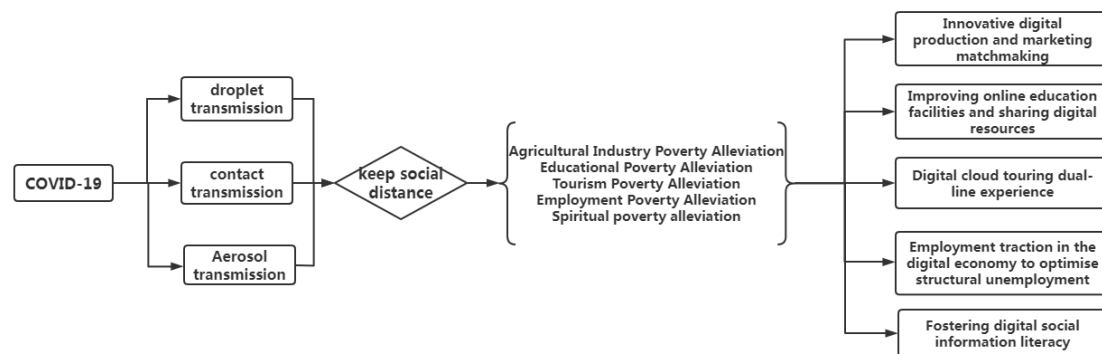 COVID-19
droplet
transmission
contact
transmission
Aerosol
transmission
keep social
distance
Agricultural Industry Poverty Alleviation
Educational Poverty Alleviation
Tourism Poverty Alleviation
Employment Poverty Alleviation
Spiritual poverty alleviation
Innovative digital
production and marketing
matchmaking
Improving online education
facilities and sharing digital
resources
Digital cloud touring dual-
line experience
Employment traction in the
digital economy to optimise
structural unemployment
Fostering digital social
information literacy